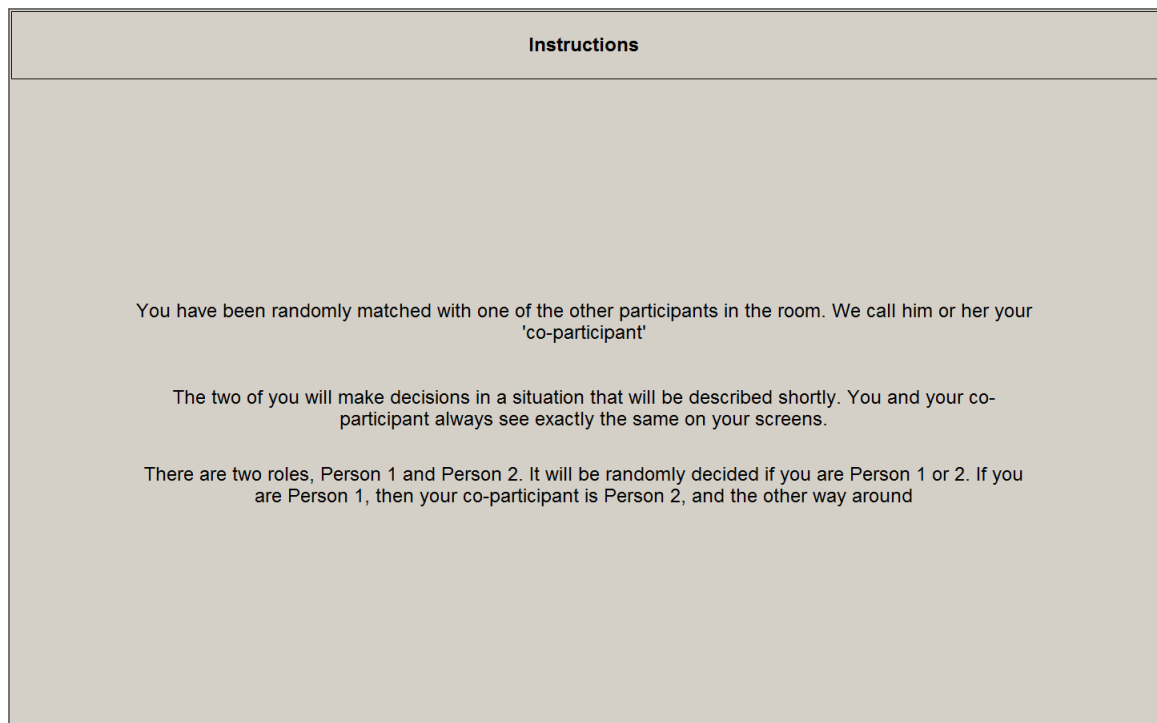 Instructions
You have been randomly matched with one of the other participants in the room. We call him or her your
'co-participant'
The two of you will make decisions in a situation that will be described shortly. You and your co-
participant always see exactly the same on your screens.
There are two roles, Person 1 and Person 2. It will be randomly decided if you are Person 1 or 2. If you
are Person 1, then your co-participant is Person 2, and the other way around